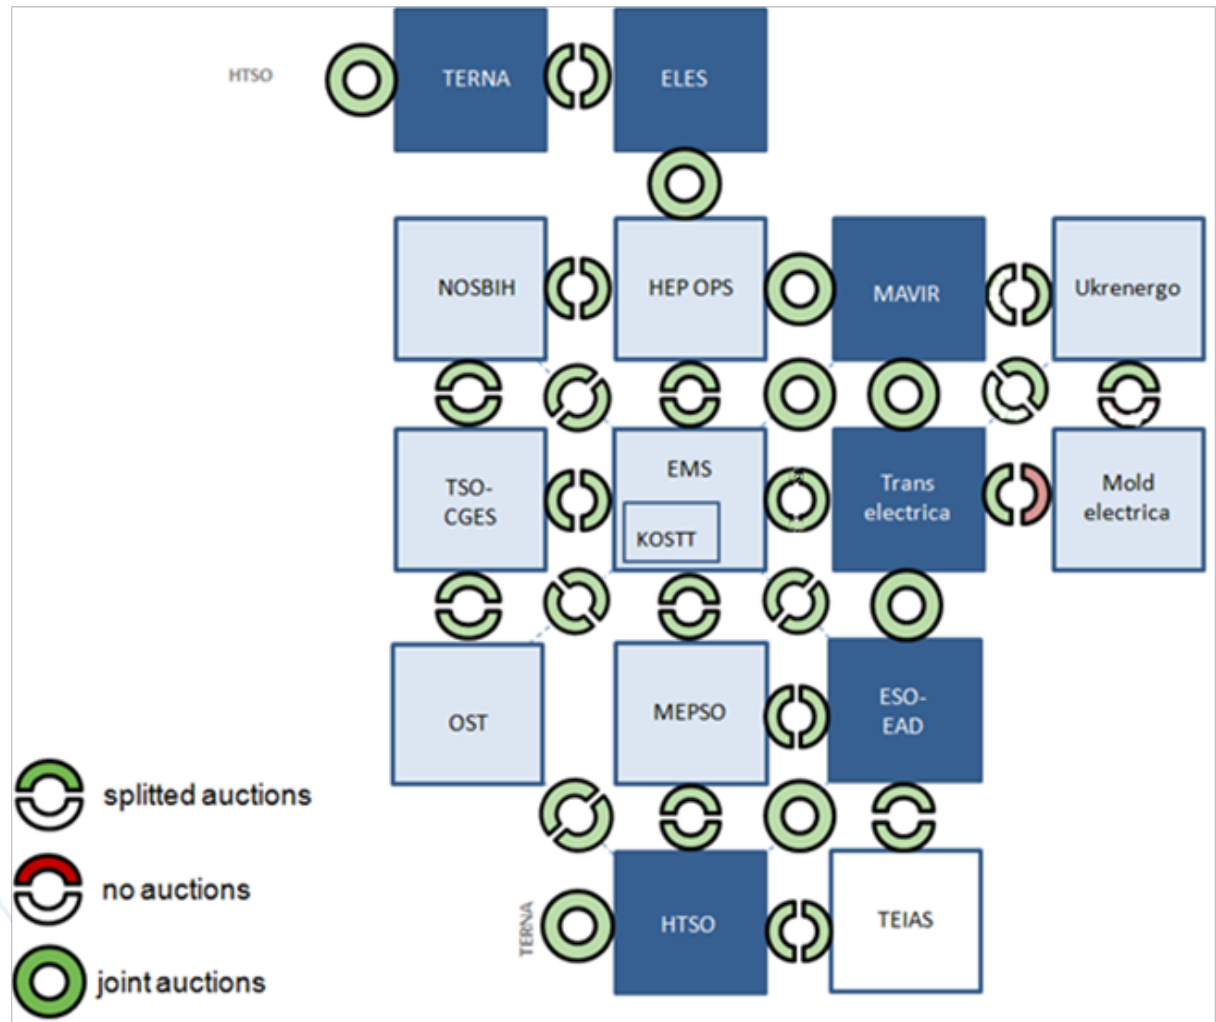 HTSO
TERNA
ELES
NOSBIH
HEP OPS
MAVIR
Ukrenergo
TSO-
CGES
EMS
KOSTT
Trans
electrica
Mold
electrica
OST
MEPSO
ESO-
EAD
splitted auctions
no auctions
joint auctions
TERNA
HTSO
TEIAS